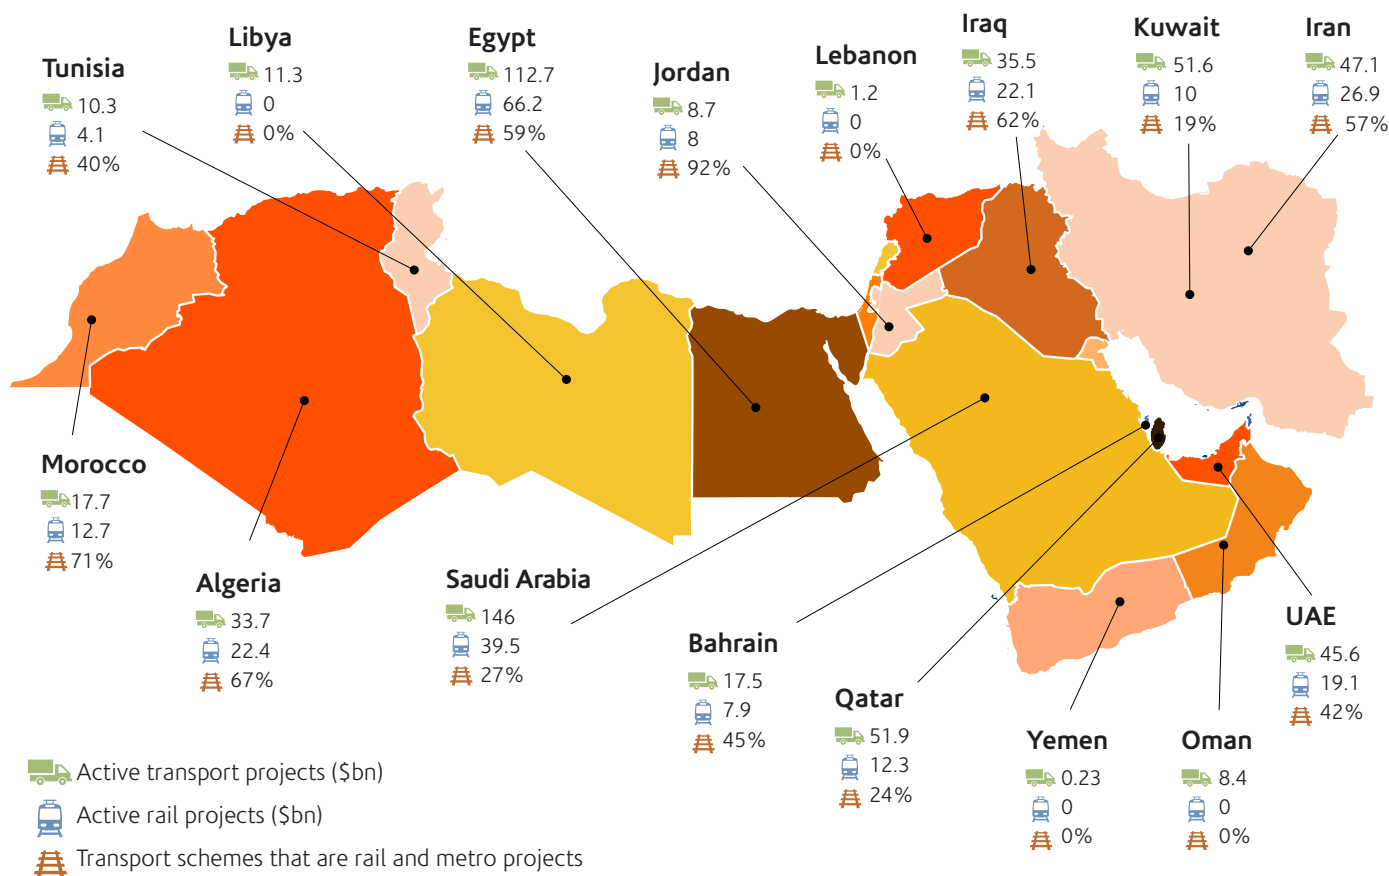 Tunisia
10.3
4.1
40%
Libya
11.3
0
0%
Egypt
112.7
66.2
59%
Jordan
8.7
8
92%
Lebanon
1.2
0
0%
Iraq
35.5
22.1
62%
Kuwait
51.6
10
19%
Iran
47.1
26.9
57%
Morocco
17.7
12.7
71%
Algeria
33.7
22.4
67%
Saudi Arabia
146
39.5
27%
Bahrain
17.5
7.9
45%
Qatar
51.9
12.3
24%
Yemen
0.23
0
0%
Oman
8.4
0
0%
UAE
45.6
19.1
42%
Active transport projects ($bn)
Active rail projects ($bn)
Transport schemes that are rail and metro projects